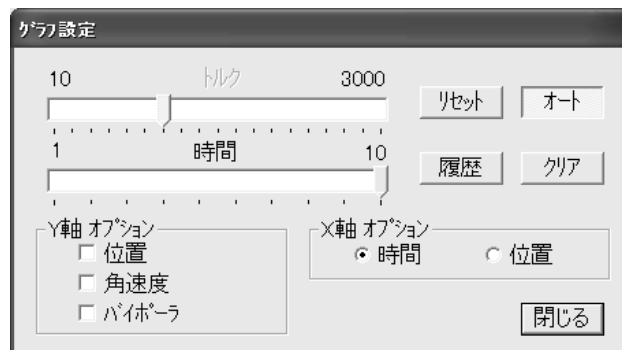 グラフ設定
10 トルク 3000
リセット オート
1 時間 10
履歴 クリア
Y軸 オプション
位置
角速度
バイポーラ
X軸 オプション
時間 位置
閉じる